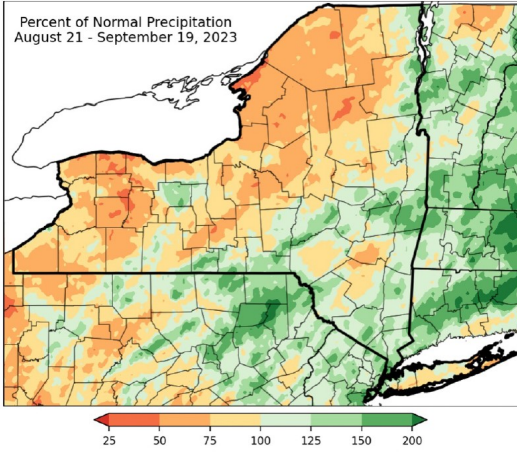 Percent of Normal Precipitation
August 21 - September 19, 2023
25 50 75 100 125 150 200